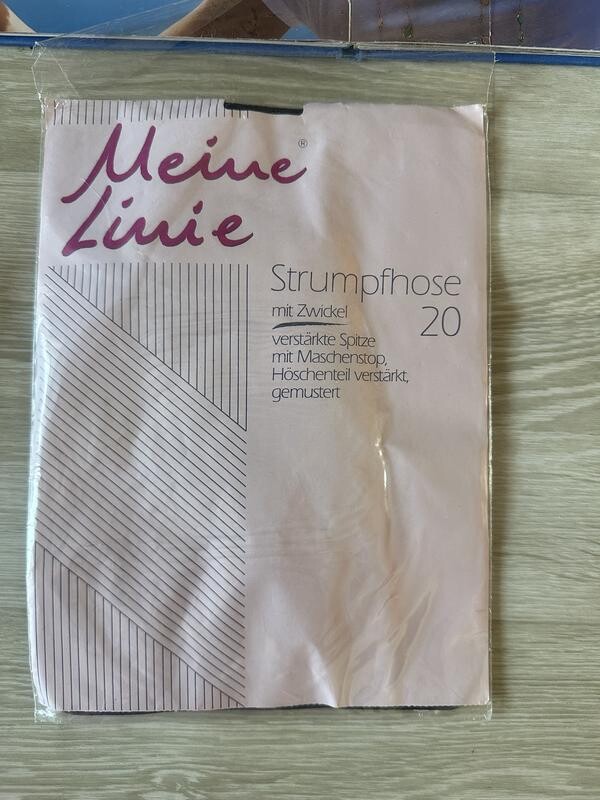 Meine®
Linie
Strumpfhose
20
mit Zwickel
verstärkte Spitze
mit Maschenstop,
Höschenteil verstärkt,
gemustert